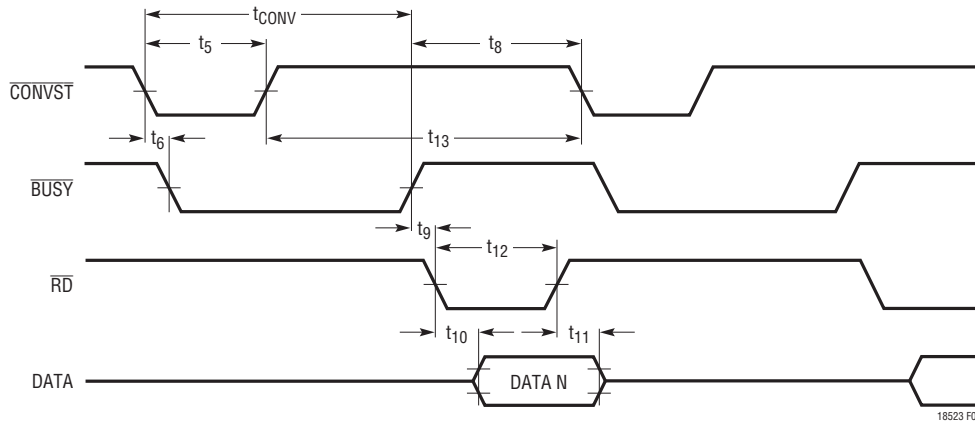 tCONV
t5
t8
CONVST
t6
t13
BUSY
t9
t12
RD
t10
t11
DATA
DATA N
18523 F0